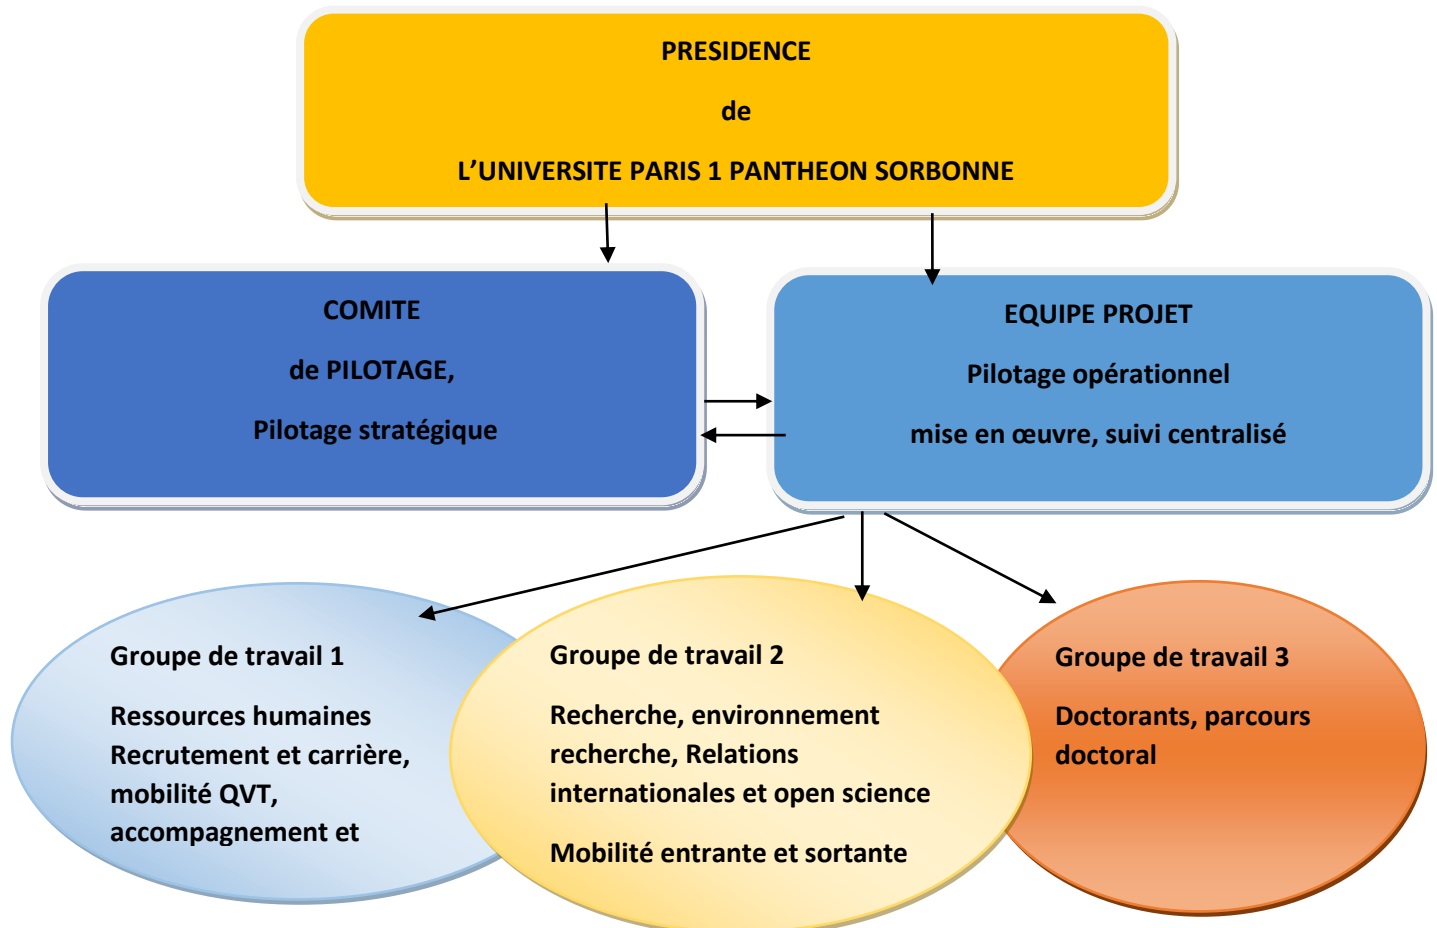 PRESIDENCE
de
L’UNIVERSITE PARIS 1 PANTHEON SORBONNE
COMITE
de PILOTAGE,
Pilotage stratégique
EQUIPE PROJET
Pilotage opérationnel
mise en œuvre, suivi centralisé
Groupe de travail 1
Ressources humaines
Recrutement et carrière,
mobilité QVT,
accompagnement et
Groupe de travail 2
Recherche, environnement
recherche, Relations
internationales et open science
Mobilité entrante et sortante
Groupe de travail 3
Doctorants, parcours
doctoral